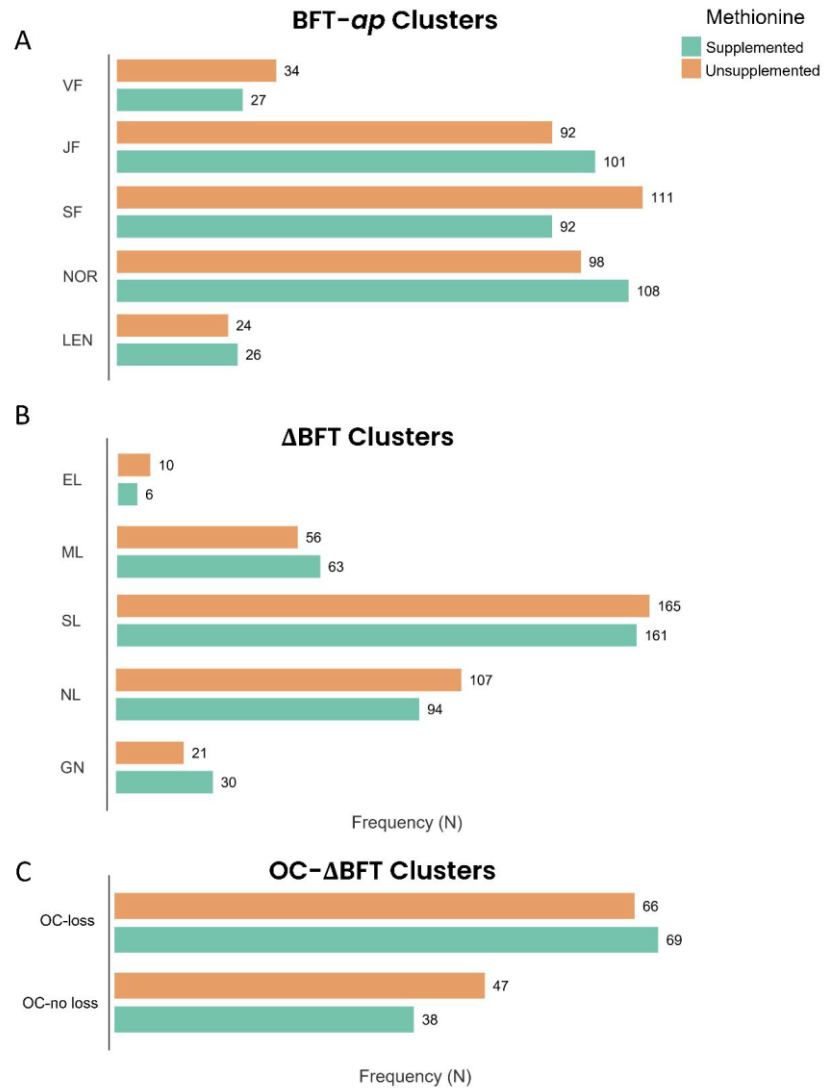 BFT-ap Clusters
Methionine
Supplemented
Unsupplemented
A
VF
34
27
JF
92
101
SF
111
92
NOR
98
108
LEN
24
26
B
ΔBFT Clusters
EL
10
6
ML
56
63
SL
165
161
NL
107
94
GN
21
30
Frequency (N)
C
OC-ΔBFT Clusters
OC-loss
66
69
OC-no loss
47
38
Frequency (N)